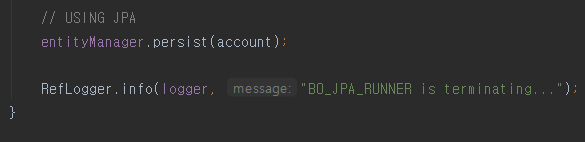 // USING JPA
entityManager.persist(account);
RefLogger.info(logger, message: "BO_JPA_RUNNER is terminating...");
}